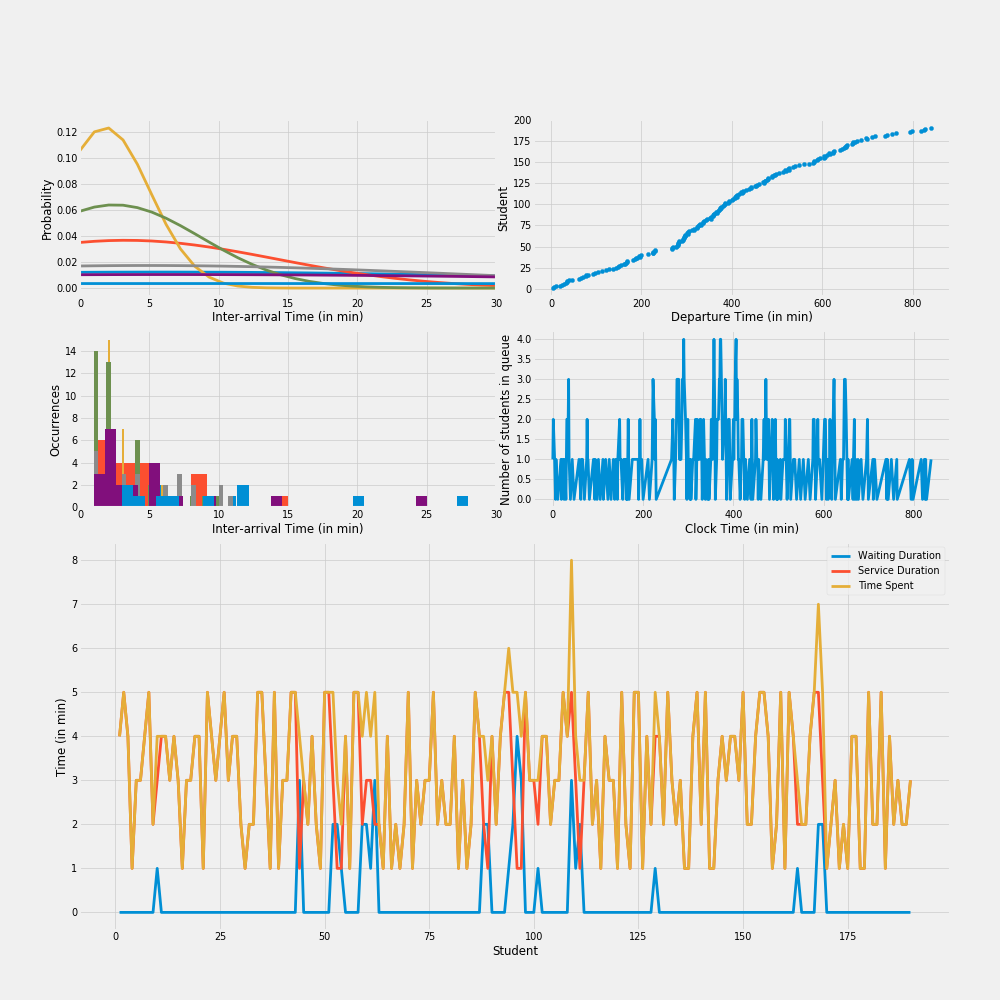 0.12
0.10
0.08
0.06
0.04
0.02
0.00
Probability
0 5 10 15 20 25 30
Inter-arrival Time (in min)
200
175
150
125
100
75
50
25
0
Student
0 200 400 600 800
Departure Time (in min)
14
12
10
8
6
4
2
0
Occurrences
0 5 10 15 20 25 30
Inter-arrival Time (in min)
4.0
3.5
3.0
2.5
2.0
1.5
1.0
0.5
0.0
Number of students in queue
0 200 400 600 800
Clock Time (in min)
8
7
6
5
4
3
2
1
0
Time (in min)
Waiting Duration
Service Duration
Time Spent
0 25 50 75 100 125 150 175
Student